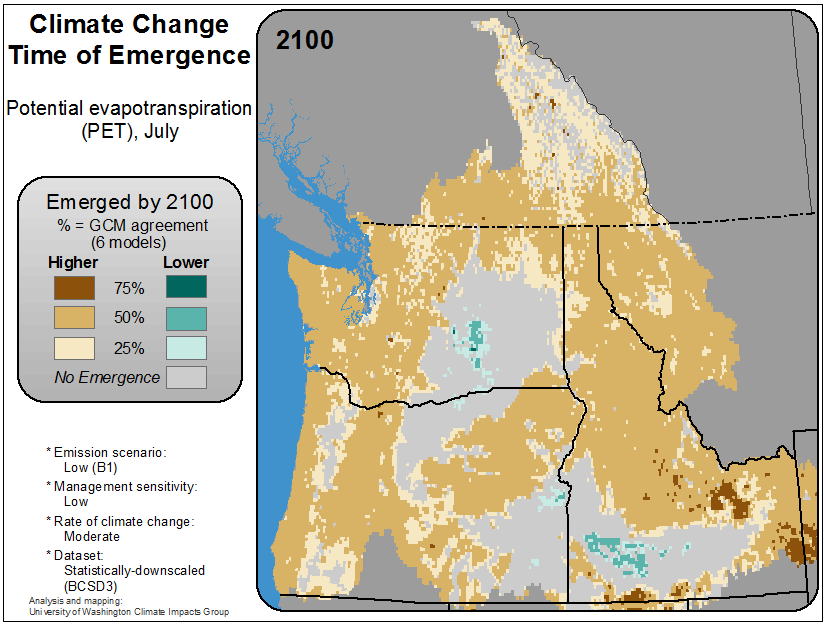 Climate Change
Time of Emergence
Potential evapotranspiration
(PET), July
Emerged by 2100
% = GCM agreement
(6 models)
Higher Lower
75%
50%
25%
No Emergence
* Emission scenario:
Low (B1)
* Management sensitivity:
Low
* Rate of climate change:
Moderate
* Dataset:
Statistically-downscaled
(BCSD3)
Analysis and mapping:
University of Washington Climate Impacts Group
2100